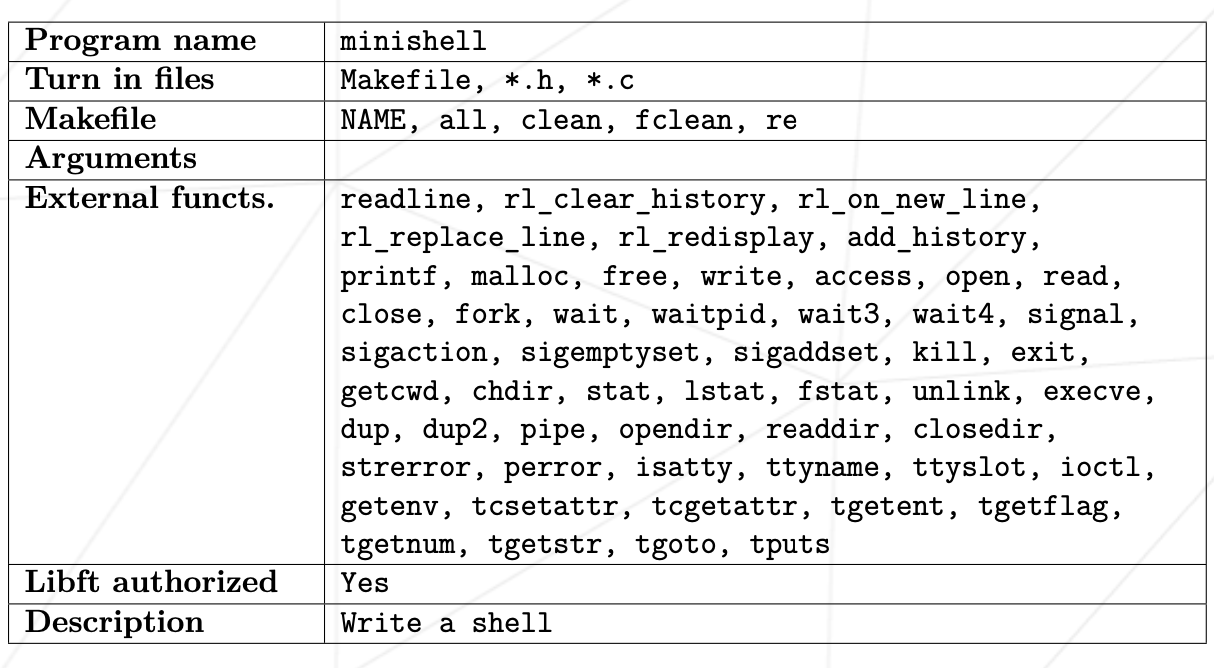 Program name minishell
Turn in files Makefile, *.h, *.c
Makefile NAME, all, clean, fclean, re
Arguments
External functs. readline, rl_clear_history, rl_on_new_line,
rl_replace_line, rl_redisplay, add_history,
printf, malloc, free, write, access, open, read,
close, fork, wait, waitpid, wait3, wait4, signal,
sigaction, sigemptyset, sigaddset, kill, exit,
getcwd, chdir, stat, lstat, fstat, unlink, execve,
dup, dup2, pipe, opendir, readdir, closedir,
strerror, perror, isatty, ttyname, ttyslot, ioctl,
getenv, tcsetattr, tcgetattr, tgetent, tgetflag,
tgetnum, tgetstr, tgoto, tputs
Libft authorized Yes
Description Write a shell